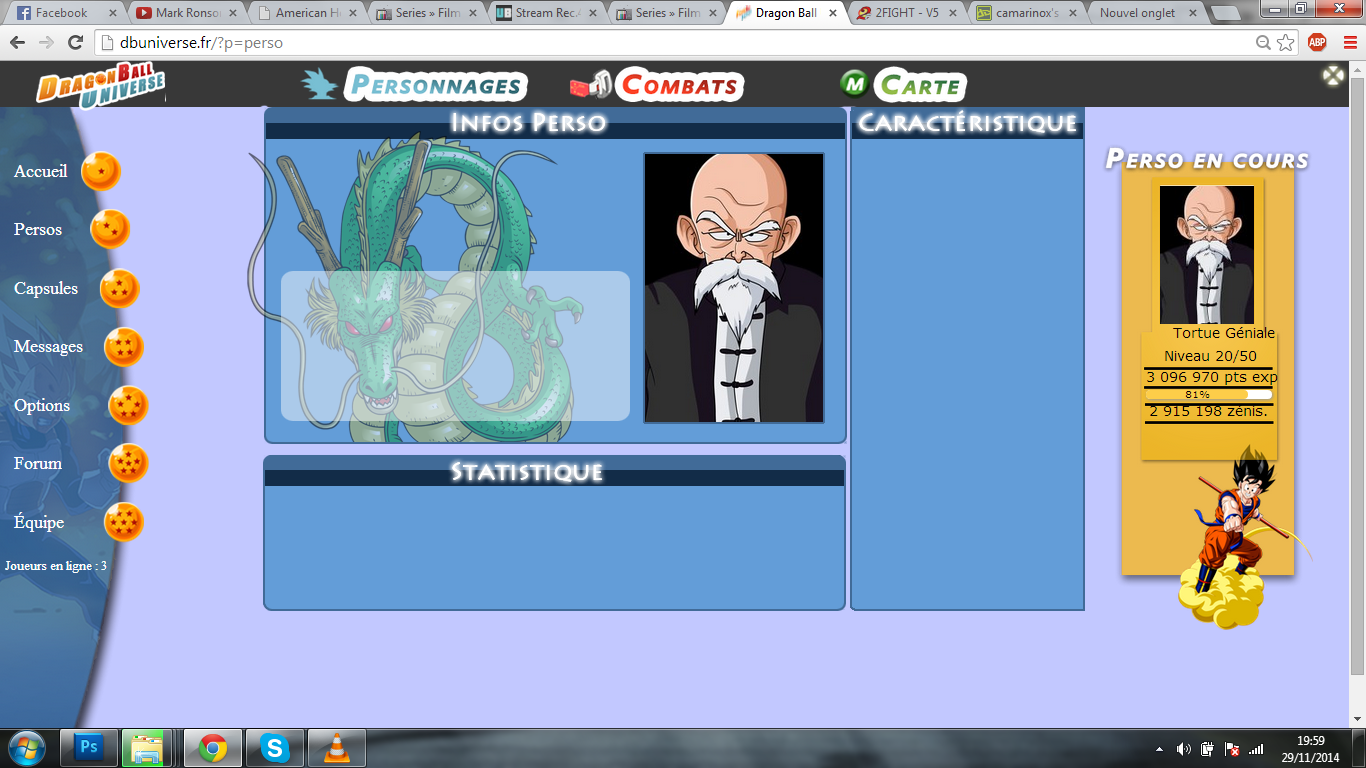 Facebook
Mark Ronson
American H
Series » Film
Stream Rec.A
Series » Film
Dragon Ball
2FIGHT - V5
camarinox's
Nouvel onglet
dbuniverse.fr/?p=perso
ABP
DRAGON BALL
UNIVERSE
PERSONNAGES
COMBATS
M CARTE
INFOS PERSO
CARACTÉRISTIQUE
PERSO EN COURS
Accueil
Persos
Capsules
Messages
Options
Forum
Équipe
Joueurs en ligne : 3
Tortue Géniale
Niveau 20/50
3 096 970 pts exp
81%
2 915 198 zénis.
STATISTIQUE
Ps
S
19:59
29/11/2014